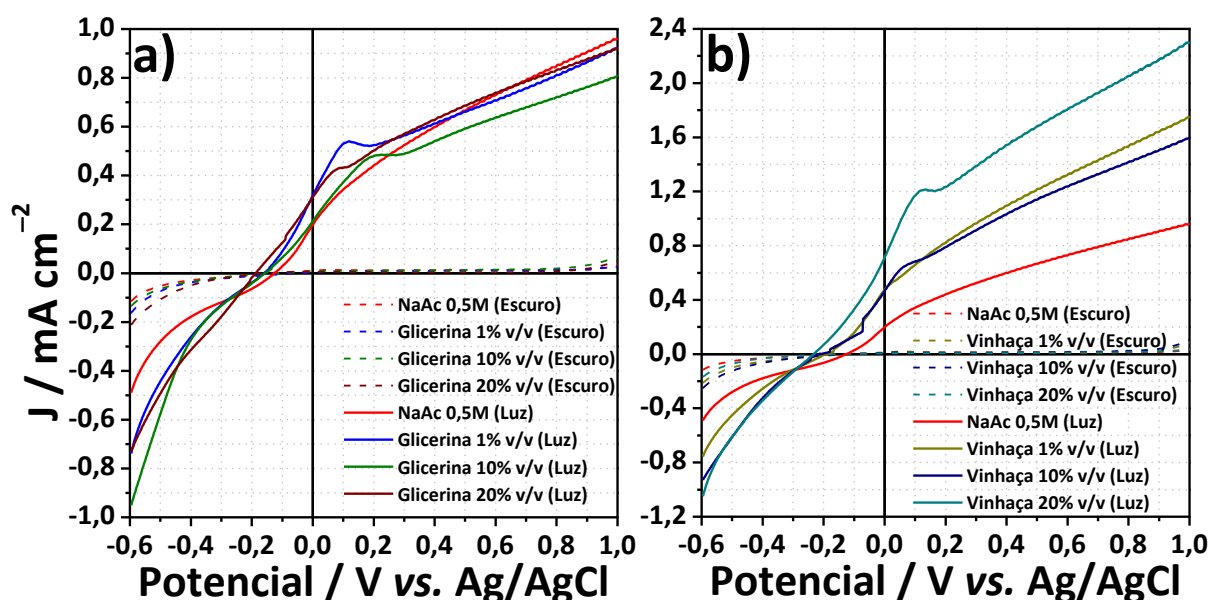 a)
J / mA cm⁻²
1,0
0,8
0,6
0,4
0,2
0,0
-0,2
-0,4
-0,6
-0,8
-1,0
NaAc 0,5M (Escuro)
Glicerina 1% v/v (Escuro)
Glicerina 10% v/v (Escuro)
Glicerina 20% v/v (Escuro)
NaAc 0,5M (Luz)
Glicerina 1% v/v (Luz)
Glicerina 10% v/v (Luz)
Glicerina 20% v/v (Luz)
-0,6 -0,4 -0,2 0,0 0,2 0,4 0,6 0,8 1,0
Potencial / V vs. Ag/AgCl
b)
2,4
2,0
1,6
1,2
0,8
0,4
0,0
-0,4
-0,8
-1,2
NaAc 0,5M (Escuro)
Vinhaça 1% v/v (Escuro)
Vinhaça 10% v/v (Escuro)
Vinhaça 20% v/v (Escuro)
NaAc 0,5M (Luz)
Vinhaça 1% v/v (Luz)
Vinhaça 10% v/v (Luz)
Vinhaça 20% v/v (Luz)
-0,6 -0,4 -0,2 0,0 0,2 0,4 0,6 0,8 1,0
Potencial / V vs. Ag/AgCl